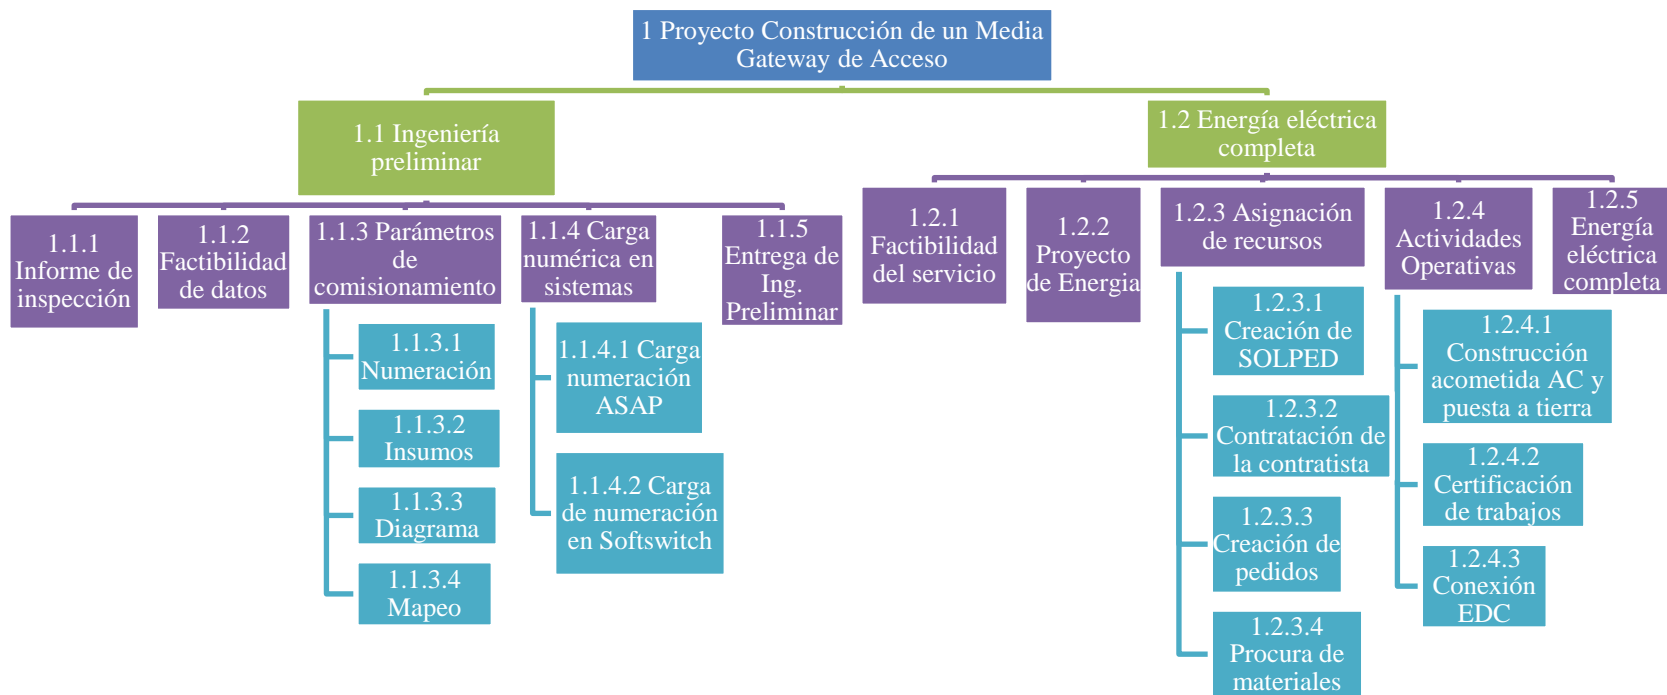 1 Proyecto Construcción de un Media
Gateway de Acceso
1.1 Ingeniería
preliminar
1.2 Energía eléctrica
completa
1.1.1
Informe de
inspección
1.1.2
Factibilidad
de datos
1.1.3 Parámetros
de
comisionamiento
1.1.4 Carga
numérica en
sistemas
1.1.5
Entrega de
Ing.
Preliminar
1.2.1
Factibilidad
del servicio
1.2.2
Proyecto
de Energia
1.2.3 Asignación
de recursos
1.2.4
Actividades
Operativas
1.2.5
Energía
eléctrica
completa
1.1.3.1
Numeración
1.1.3.2
Insumos
1.1.3.3
Diagrama
1.1.3.4
Mapeo
1.1.4.1 Carga
numeración
ASAP
1.1.4.2 Carga
de numeración
en Softswitch
1.2.3.1
Creación de
SOLPED
1.2.3.2
Contratación de
la contratista
1.2.3.3
Creación de
pedidos
1.2.3.4
Procura de
materiales
1.2.4.1
Construcción
acometida AC y
puesta a tierra
1.2.4.2
Certificación
de trabajos
1.2.4.3
Conexión
EDC